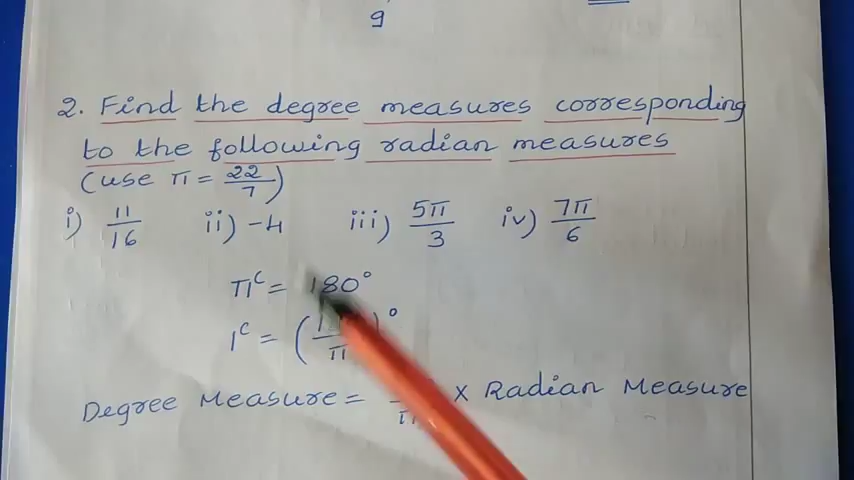 9
2. Find the degree measures corresponding
to the following radian measures
(use π = 22/7)
i) 11/16 ii) -4 iii) 5π/3 iv) 7π/6
π^c = 180°
1^c = ( /π)°
Degree Measure = × Radian Measure